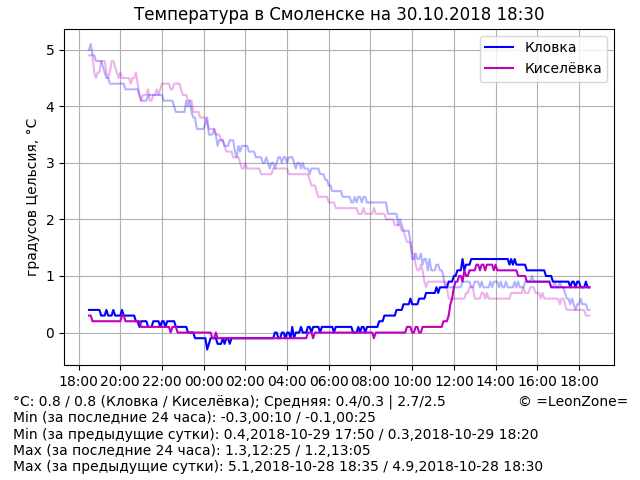 Температура в Смоленске на 30.10.2018 18:30
Кловка
Киселёвка
градусов Цельсия, °C
5
4
3
2
1
0
18:00 20:00 22:00 00:00 02:00 04:00 06:00 08:00 10:00 12:00 14:00 16:00 18:00
°C: 0.8 / 0.8 (Кловка / Киселёвка); Средняя: 0.4/0.3 | 2.7/2.5 © =LeonZone=
Min (за последние 24 часа): -0.3,00:10 / -0.1,00:25
Min (за предыдущие сутки): 0.4,2018-10-29 17:50 / 0.3,2018-10-29 18:20
Max (за последние 24 часа): 1.3,12:25 / 1.2,13:05
Max (за предыдущие сутки): 5.1,2018-10-28 18:35 / 4.9,2018-10-28 18:30